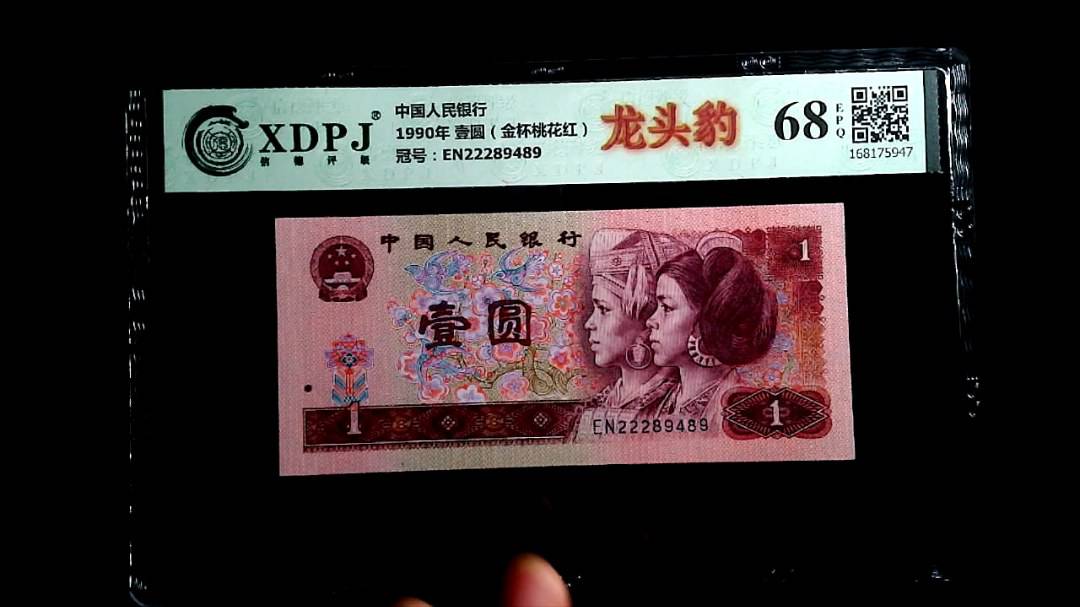 XDPJ®
信德评级
中国人民银行
1990年 壹圆（金杯桃花红）
冠号：EN22289489
龙头豹
68
EPQ
168175947
中国人民银行
1
壹圆
1
EN22289489
1